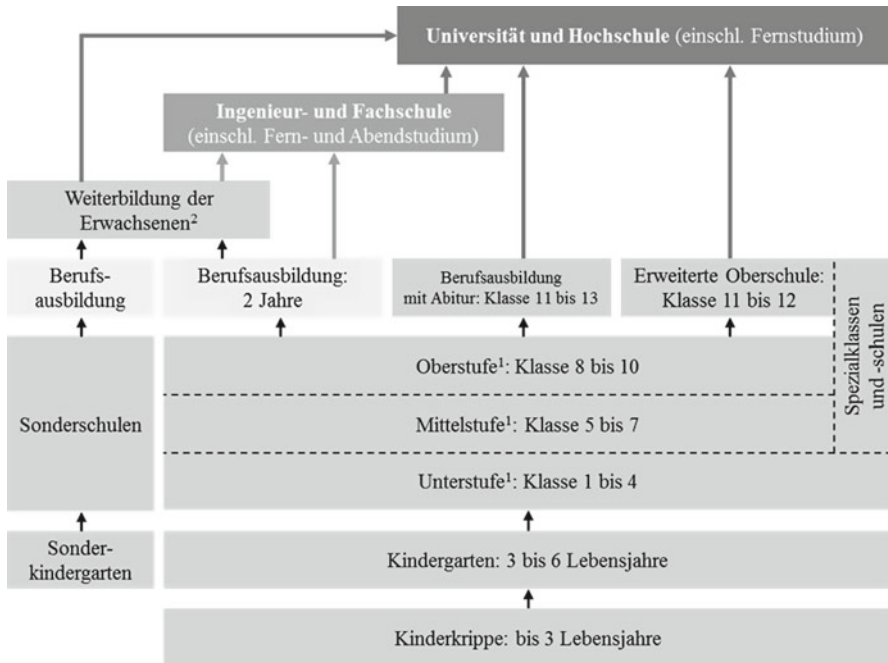 Universität und Hochschule (einschl. Fernstudium)
Ingenieur- und Fachschule
(einschl. Fern- und Abendstudium)
Weiterbildung der
Erwachsenen²
Berufs-
ausbildung
Berufsausbildung:
2 Jahre
Berufsausbildung
mit Abitur: Klasse 11 bis 13
Erweiterte Oberschule:
Klasse 11 bis 12
Spezialklassen
und -schulen
Sonderschulen
Oberstufe¹: Klasse 8 bis 10
Mittelstufe¹: Klasse 5 bis 7
Unterstufe¹: Klasse 1 bis 4
Sonder-
kindergarten
Kindergarten: 3 bis 6 Lebensjahre
Kinderkrippe: bis 3 Lebensjahre